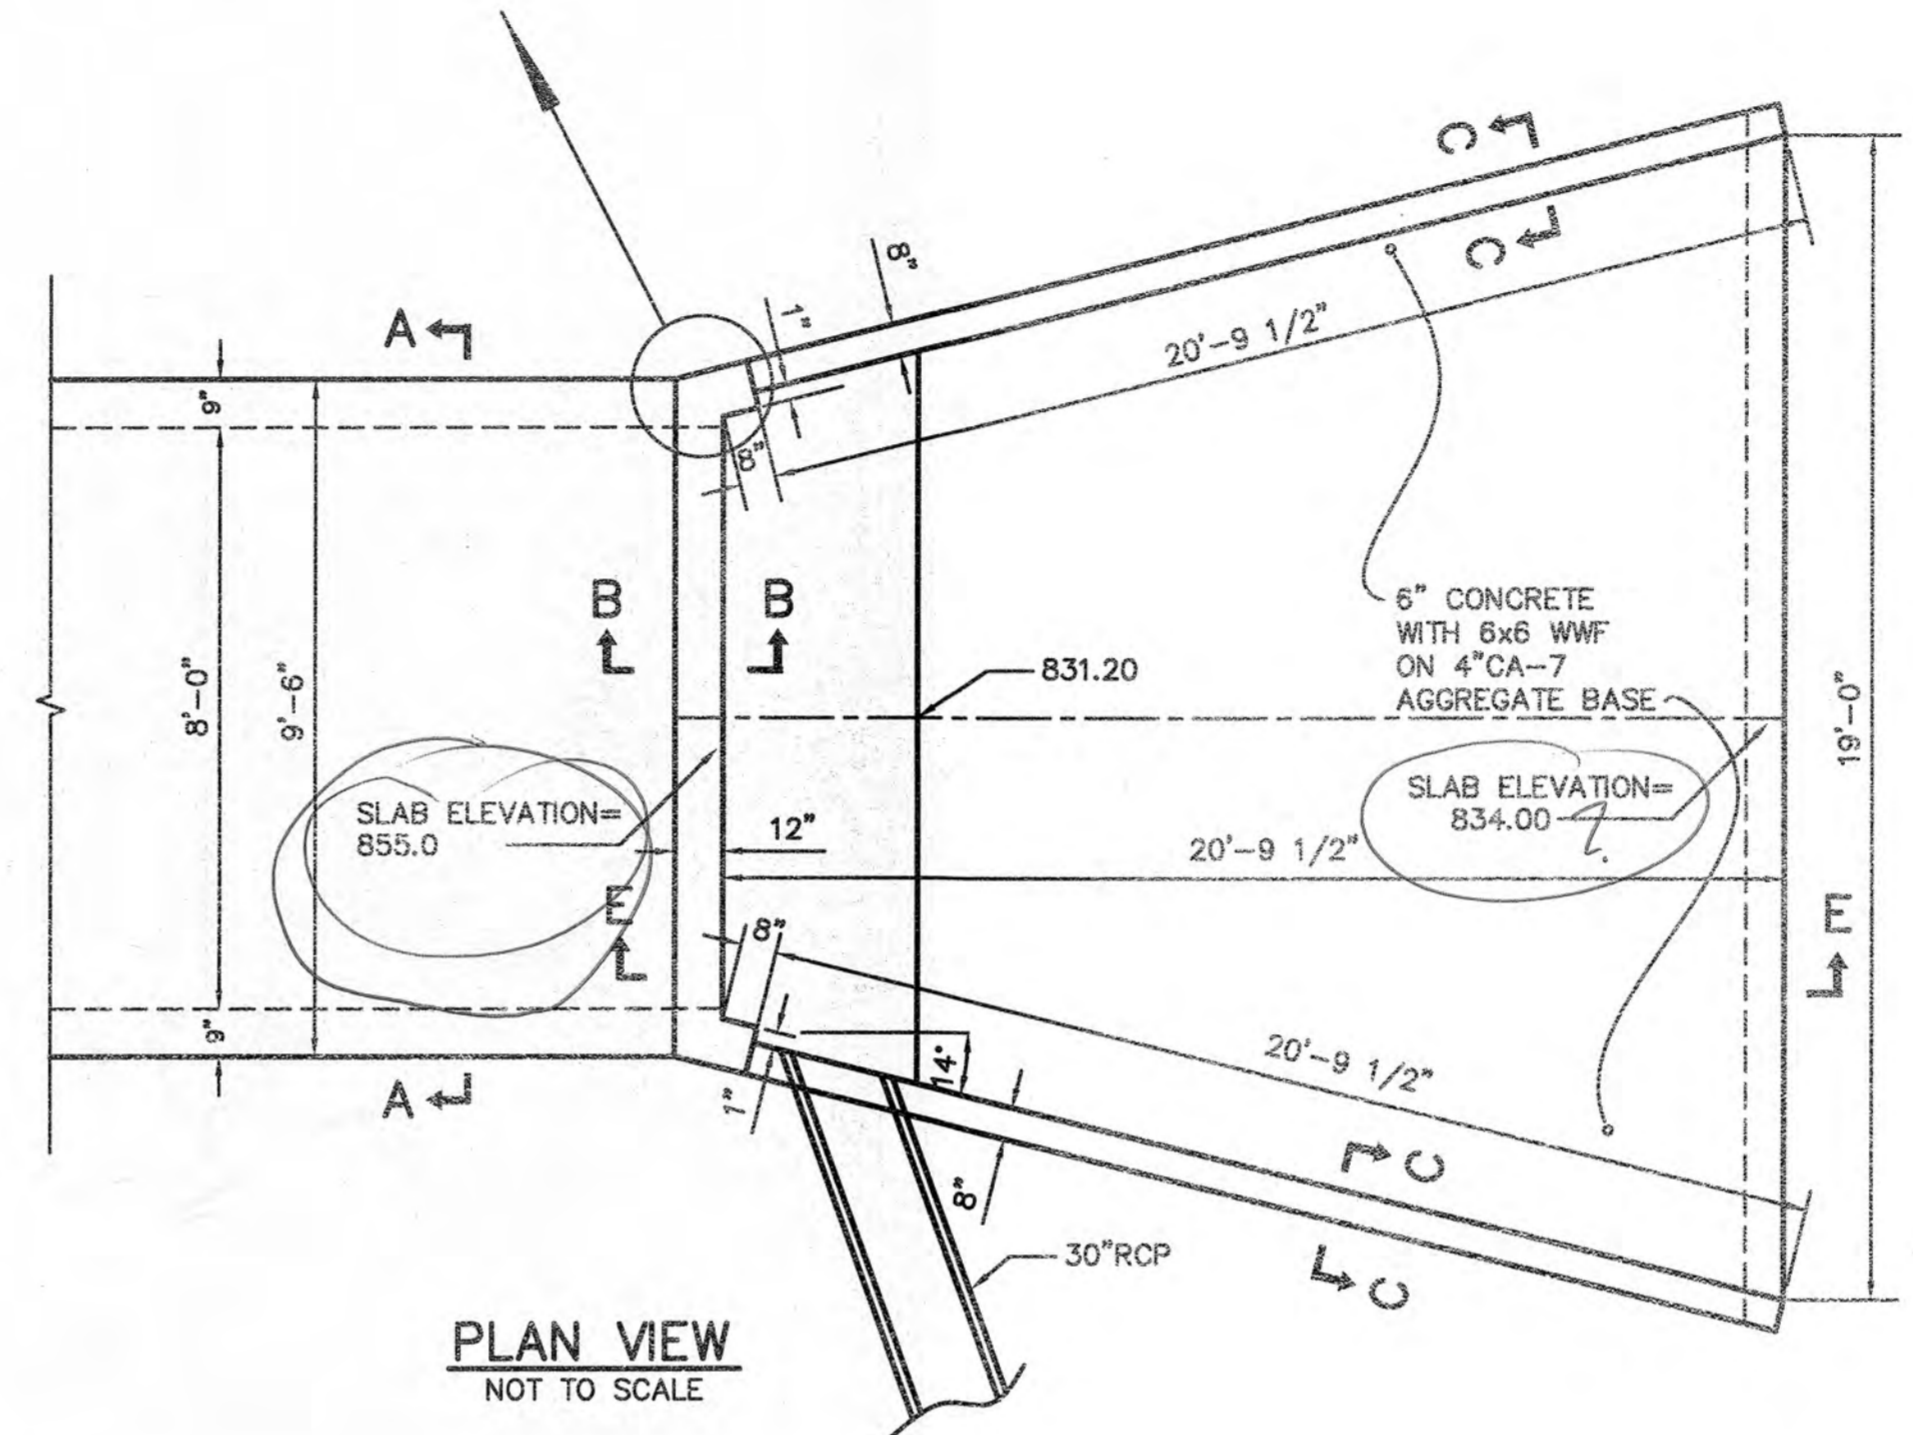 C
C
8"
1"
20'-9 1/2"
A
9"
8"
B
B
6" CONCRETE
WITH 6x6 WWF
ON 4"CA-7
AGGREGATE BASE
831.20
8'-0"
9'-6"
19'-0"
SLAB ELEVATION=
855.0
12"
SLAB ELEVATION=
834.00
?
20'-9 1/2"
E
E
8"
9"
14°
20'-9 1/2"
A
1"
C
8"
30"RCP
C
PLAN VIEW
NOT TO SCALE